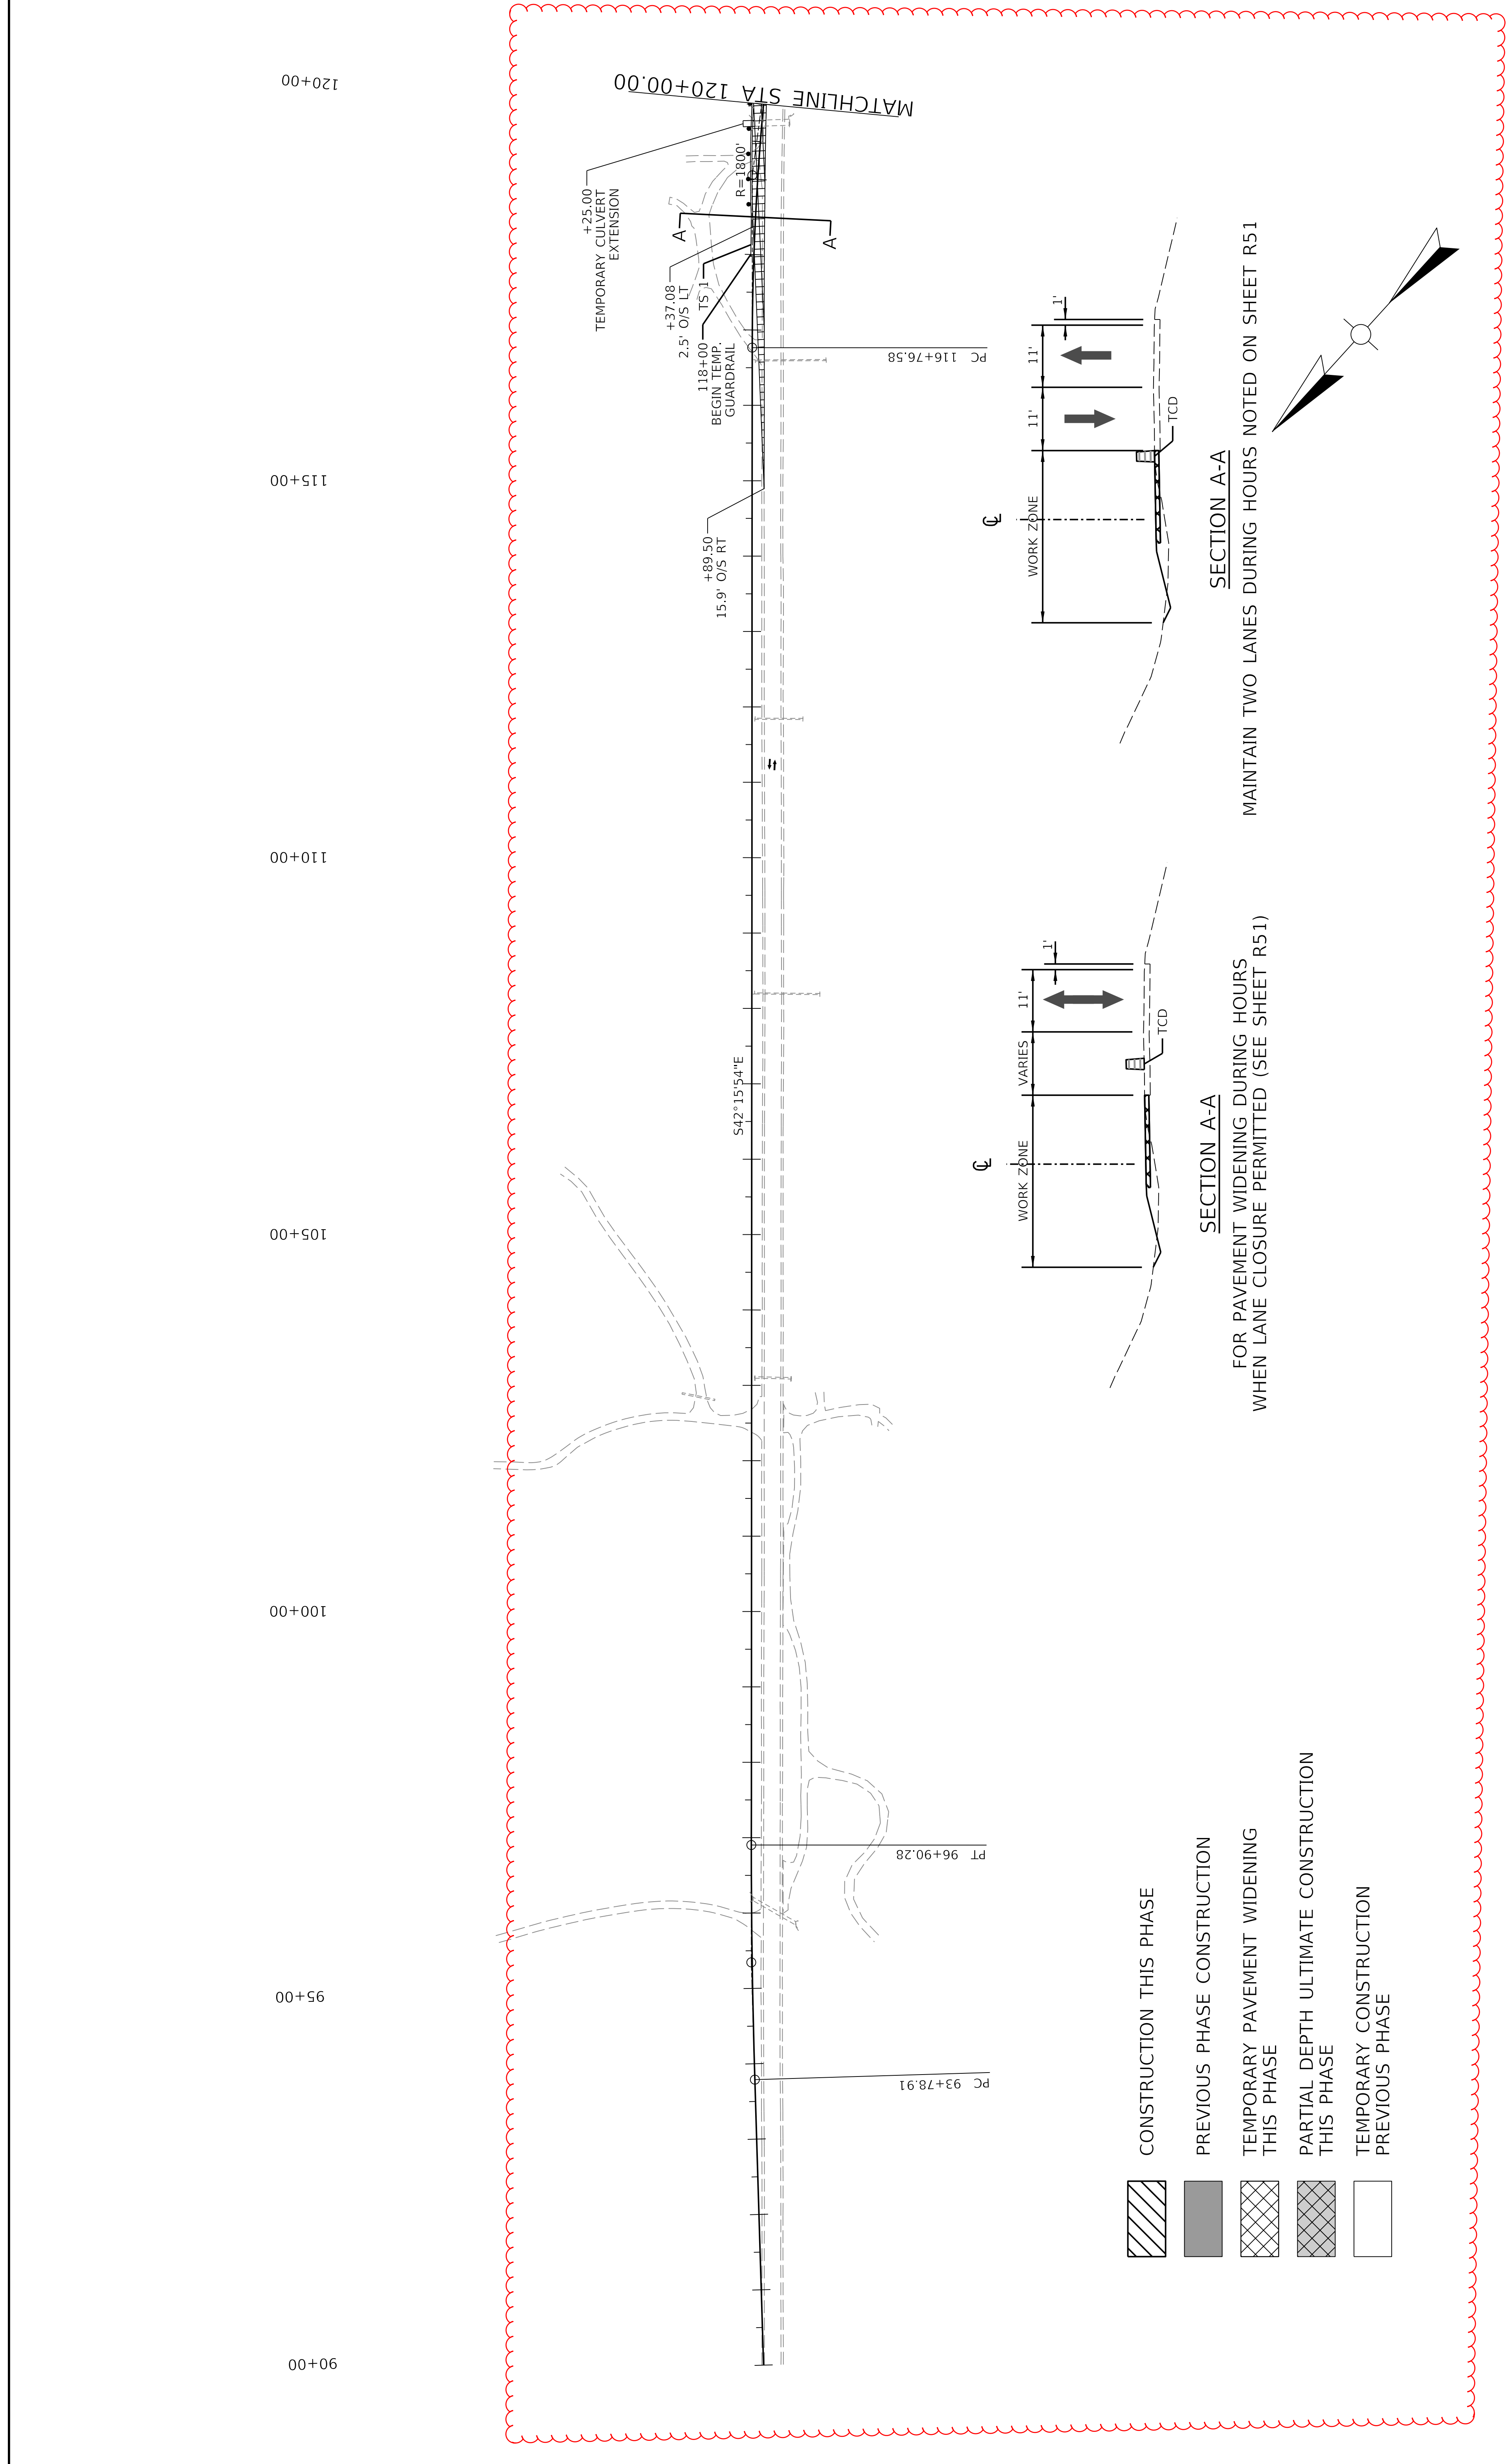 120+00
115+00
110+00
105+00
100+00
95+00
90+00
MATCHLINE STA 120+00.00
+25.00
TEMPORARY CULVERT
EXTENSION
R=1800'
A
A
+37.08
2.5' O/S LT
TS 1
118+00
BEGIN TEMP.
GUARDRAIL
PC 116+76.58
+89.50
15.9' O/S RT
S42°15'54"E
PT 96+90.28
PC 93+78.91
1'
11'
11'
WORK ZONE
℄
TCD
SECTION A-A
MAINTAIN TWO LANES DURING HOURS NOTED ON SHEET R51
1'
11'
VARIES
WORK ZONE
℄
TCD
SECTION A-A
FOR PAVEMENT WIDENING DURING HOURS
WHEN LANE CLOSURE PERMITTED (SEE SHEET R51)
CONSTRUCTION THIS PHASE
PREVIOUS PHASE CONSTRUCTION
TEMPORARY PAVEMENT WIDENING
THIS PHASE
PARTIAL DEPTH ULTIMATE CONSTRUCTION
THIS PHASE
TEMPORARY CONSTRUCTION
PREVIOUS PHASE